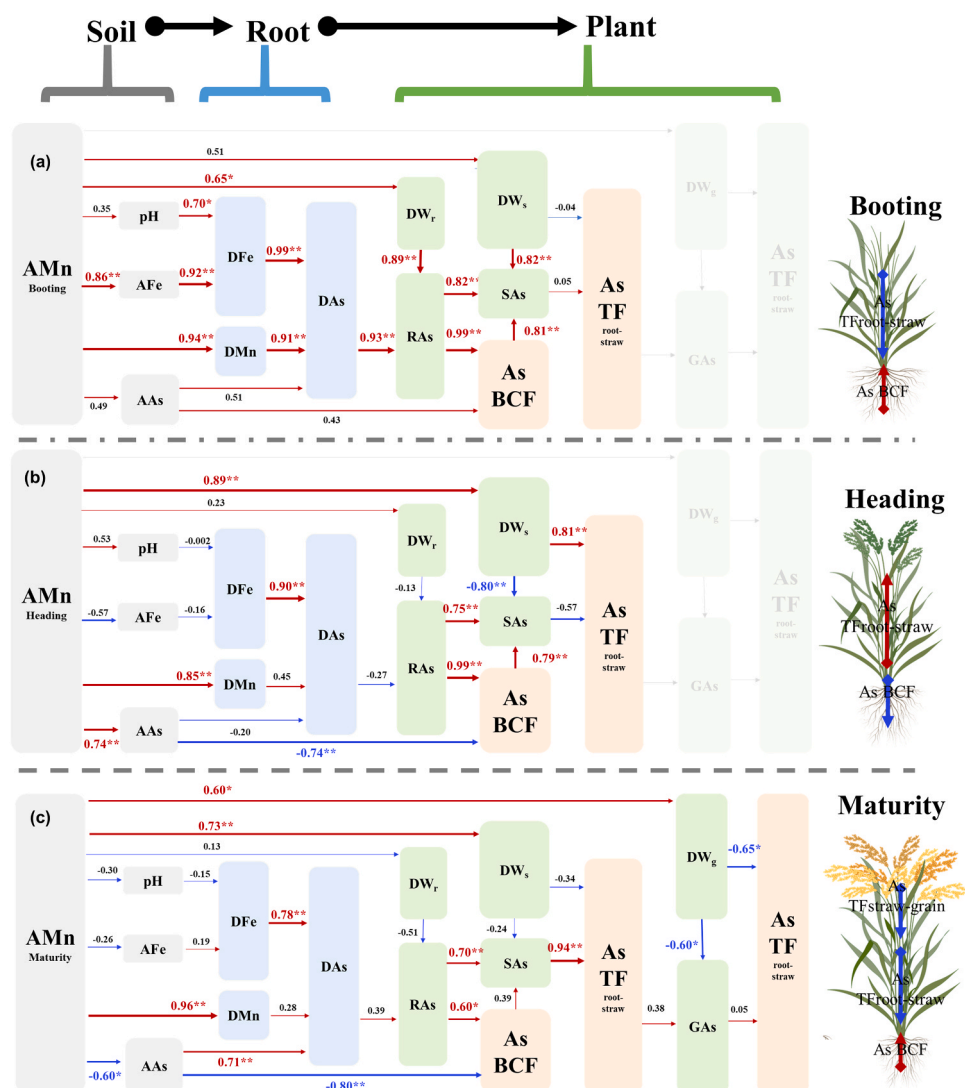 Soil Root Plant
(a)
0.51
0.65*
DWg
DWr
DWs
-0.04
0.35
pH
0.70*
DFe
0.99**
0.89**
0.82**
Booting
AMn
Booting
0.86**
AFe
0.92**
DAs
0.82**
SAs
0.05
As
TF
root-
straw
As
TF
root-
straw
As
TFroot-straw
0.94**
DMn
0.91**
0.93**
RAs
0.99**
0.81**
GAs
As
BCF
As BCF
0.49
AAs
0.51
0.43
(b)
0.89**
0.23
DWg
DWr
DWs
0.81**
Heading
0.53
pH
-0.002
DFe
0.90**
-0.13
-0.80**
AMn
Heading
-0.57
AFe
-0.16
DAs
0.75**
SAs
-0.57
As
TF
root-
straw
As
TF
root-
straw
As
TFroot-straw
0.85**
DMn
0.45
-0.27
RAs
0.99**
0.79**
GAs
As
BCF
As BCF
0.74**
AAs
-0.20
-0.74**
0.60*
(c)
0.73**
0.13
DWg
-0.65*
DWr
DWs
-0.34
Maturity
-0.30
pH
-0.15
DFe
0.78**
-0.51
-0.24
-0.60*
As
TFstraw-grain
AMn
Maturity
-0.26
AFe
0.19
DAs
0.70**
SAs
0.94**
As
TF
root-
straw
As
TF
root-
straw
As
TFroot-straw
0.96**
DMn
0.28
0.39
RAs
0.60*
0.39
0.38
GAs
0.05
As
BCF
As BCF
-0.60*
AAs
0.71**
-0.80**